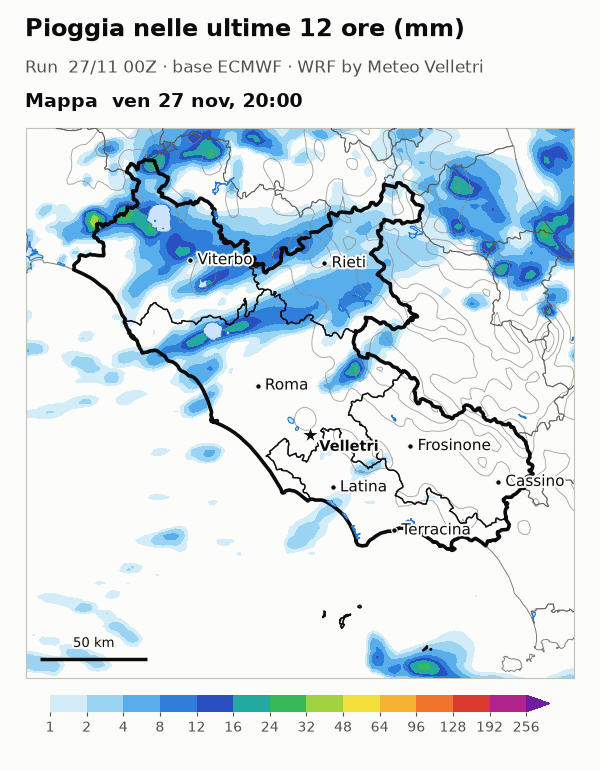 Pioggia nelle ultime 12 ore (mm)
Run  27/11 00Z · base ECMWF · WRF by Meteo Velletri
Mappa  ven 27 nov, 20:00
Viterbo
Rieti
Roma
Velletri
Frosinone
Latina
Cassino
Terracina
50 km
1 2 4 8 12 16 24 32 48 64 96 128 192 256